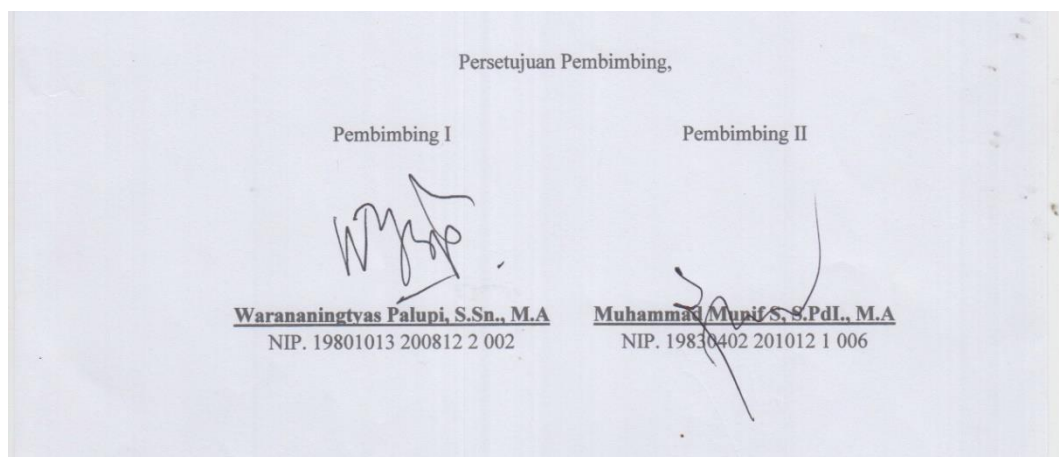 Persetujuan Pembimbing,
Pembimbing I
Pembimbing II
Warananingtyas Palupi, S.Sn., M.A
Muhammad Munif S, S.PdI., M.A
NIP. 19801013 200812 2 002
NIP. 19830402 201012 1 006